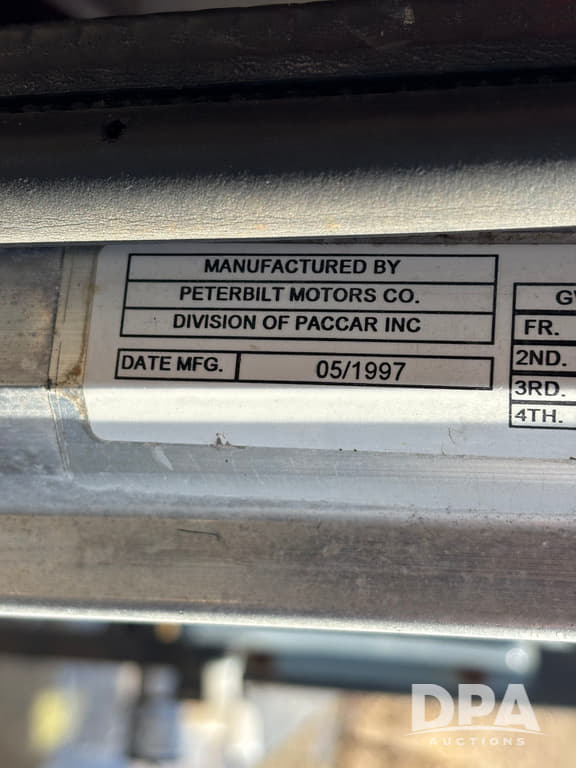 MANUFACTURED BY
PETERBILT MOTORS CO.
DIVISION OF PACCAR INC
DATE MFG. 05/1997
FR.
2ND.
3RD.
4TH.
DPA
AUCTIONS